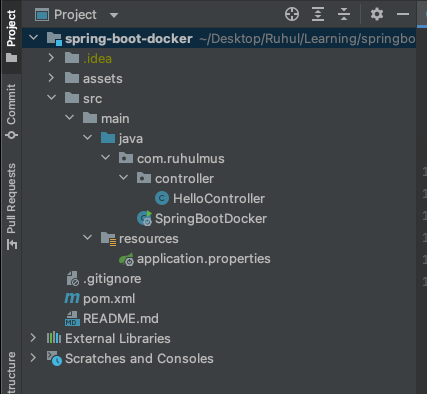 Project
spring-boot-docker ~/Desktop/Ruhul/Learning/springbo
.idea
assets
src
main
java
com.ruhulmus
controller
HelloController
SpringBootDocker
resources
application.properties
.gitignore
pom.xml
README.md
External Libraries
Scratches and Consoles
Project
Commit
Pull Requests
tructure